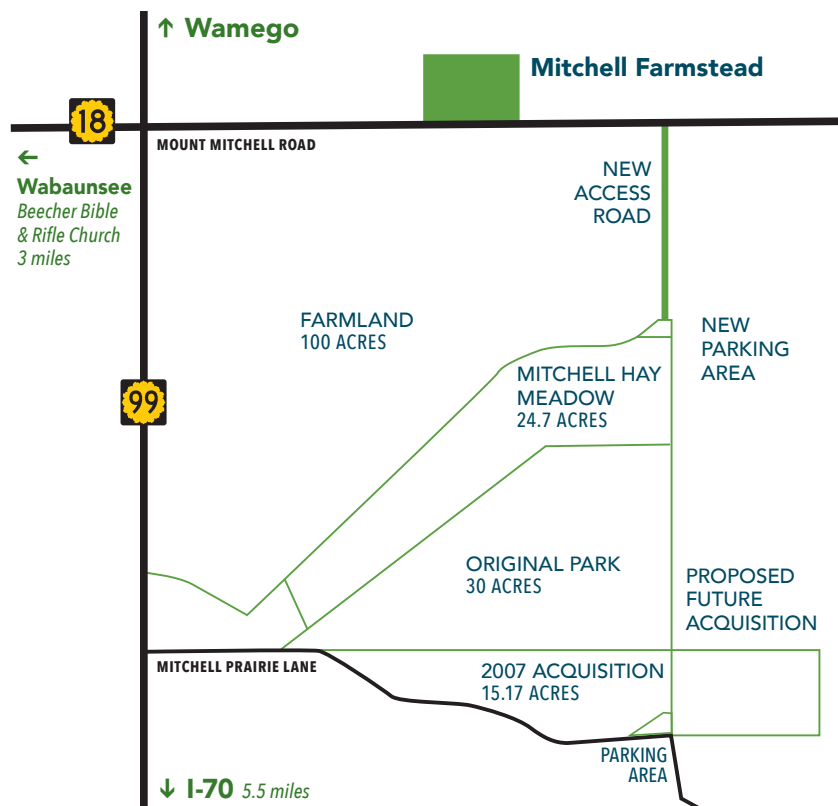 ↑ Wamego
Mitchell Farmstead
18
MOUNT MITCHELL ROAD
←
Wabaunsee
Beecher Bible
& Rifle Church
3 miles
NEW
ACCESS
ROAD
FARMLAND
100 ACRES
NEW
PARKING
AREA
MITCHELL HAY
MEADOW
24.7 ACRES
99
ORIGINAL PARK
30 ACRES
PROPOSED
FUTURE
ACQUISITION
MITCHELL PRAIRIE LANE
2007 ACQUISITION
15.17 ACRES
PARKING
AREA
↓ I-70 5.5 miles